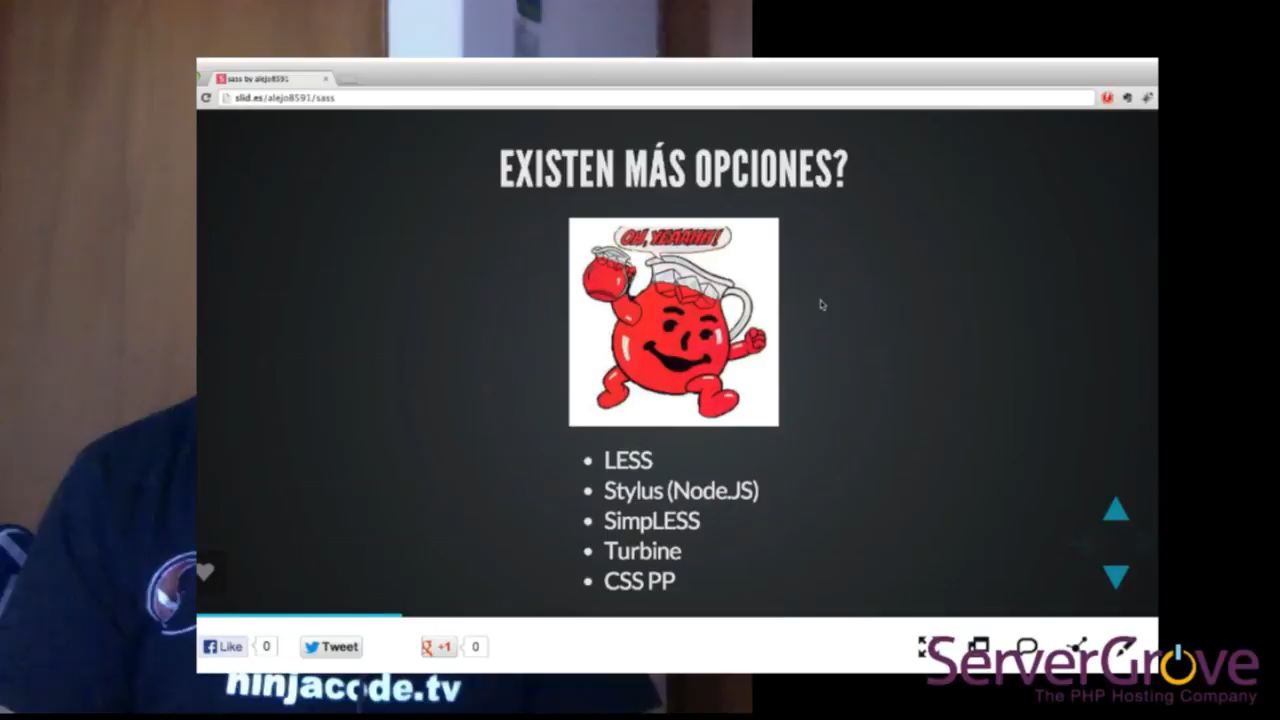 sass by alejo8591
slid.es/alejo8591/sass
EXISTEN MÁS OPCIONES?
OH, YEAHH!
LESS
Stylus (Node.JS)
SimpLESS
Turbine
CSS PP
Like 0 Tweet +1 0
ServerGrove
The PHP Hosting Company
ninjacode.tv